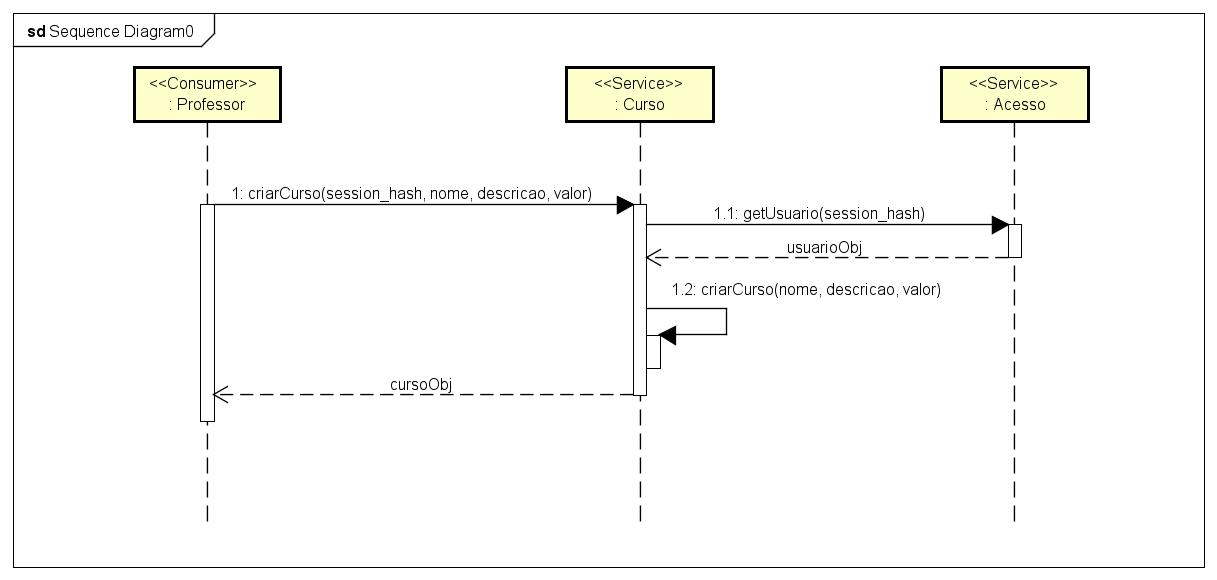 sd Sequence Diagram0
<<Consumer>>
: Professor
<<Service>>
: Curso
<<Service>>
: Acesso
1: criarCurso(session_hash, nome, descricao, valor)
1.1: getUsuario(session_hash)
usuarioObj
1.2: criarCurso(nome, descricao, valor)
cursoObj